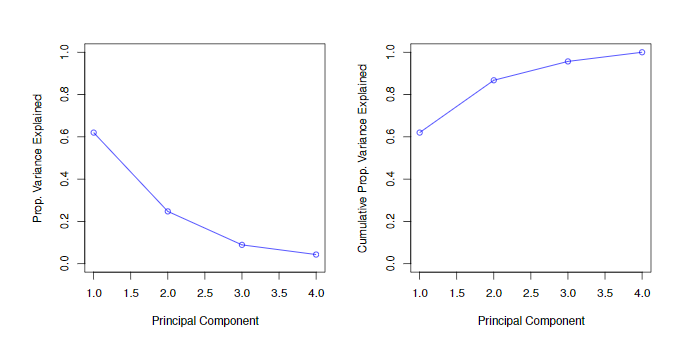 Prop. Variance Explained
0.0 0.2 0.4 0.6 0.8 1.0
1.0 1.5 2.0 2.5 3.0 3.5 4.0
Principal Component
Cumulative Prop. Variance Explained
0.0 0.2 0.4 0.6 0.8 1.0
1.0 1.5 2.0 2.5 3.0 3.5 4.0
Principal Component